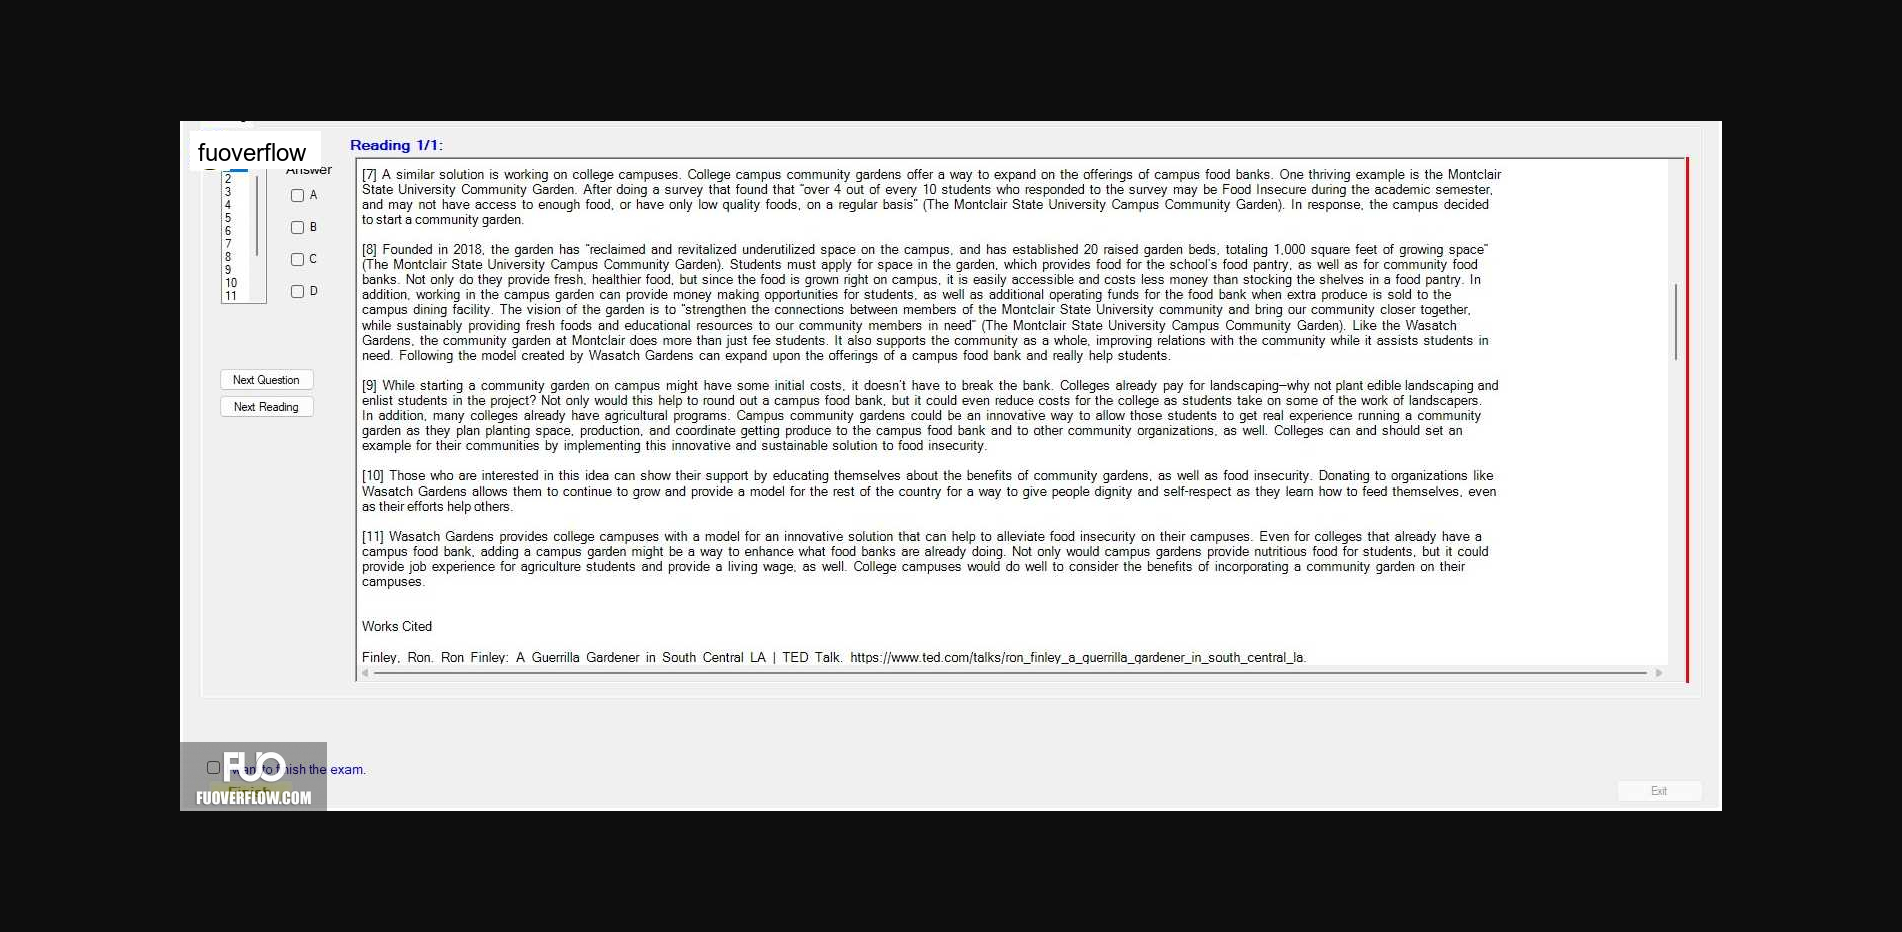 fuoverflow
Reading 1/1:
Answer
2
3
4
5
6
7
8
9
10
11
A
B
C
D
Next Question
Next Reading
[7] A similar solution is working on college campuses. College campus community gardens offer a way to expand on the offerings of campus food banks. One thriving example is the Montclair
State University Community Garden. After doing a survey that found that "over 4 out of every 10 students who responded to the survey may be Food Insecure during the academic semester,
and may not have access to enough food, or have only low quality foods, on a regular basis" (The Montclair State University Campus Community Garden). In response, the campus decided
to start a community garden.
[8] Founded in 2018, the garden has "reclaimed and revitalized underutilized space on the campus, and has established 20 raised garden beds, totaling 1,000 square feet of growing space"
(The Montclair State University Campus Community Garden). Students must apply for space in the garden, which provides food for the school's food pantry, as well as for community food
banks. Not only do they provide fresh, healthier food, but since the food is grown right on campus, it is easily accessible and costs less money than stocking the shelves in a food pantry. In
addition, working in the campus garden can provide money making opportunities for students, as well as additional operating funds for the food bank when extra produce is sold to the
campus dining facility. The vision of the garden is to "strengthen the connections between members of the Montclair State University community and bring our community closer together,
while sustainably providing fresh foods and educational resources to our community members in need" (The Montclair State University Campus Community Garden). Like the Wasatch
Gardens, the community garden at Montclair does more than just fee students. It also supports the community as a whole, improving relations with the community while it assists students in
need. Following the model created by Wasatch Gardens can expand upon the offerings of a campus food bank and really help students.
[9] While starting a community garden on campus might have some initial costs, it doesn't have to break the bank. Colleges already pay for landscaping—why not plant edible landscaping and
enlist students in the project? Not only would this help to round out a campus food bank, but it could even reduce costs for the college as students take on some of the work of landscapers.
In addition, many colleges already have agricultural programs. Campus community gardens could be an innovative way to allow those students to get real experience running a community
garden as they plan planting space, production, and coordinate getting produce to the campus food bank and to other community organizations, as well. Colleges can and should set an
example for their communities by implementing this innovative and sustainable solution to food insecurity.
[10] Those who are interested in this idea can show their support by educating themselves about the benefits of community gardens, as well as food insecurity. Donating to organizations like
Wasatch Gardens allows them to continue to grow and provide a model for the rest of the country for a way to give people dignity and self-respect as they learn how to feed themselves, even
as their efforts help others.
[11] Wasatch Gardens provides college campuses with a model for an innovative solution that can help to alleviate food insecurity on their campuses. Even for colleges that already have a
campus food bank, adding a campus garden might be a way to enhance what food banks are already doing. Not only would campus gardens provide nutritious food for students, but it could
provide job experience for agriculture students and provide a living wage, as well. College campuses would do well to consider the benefits of incorporating a community garden on their
campuses.
Works Cited
Finley, Ron. Ron Finley: A Guerrilla Gardener in South Central LA | TED Talk. https://www.ted.com/talks/ron_finley_a_guerrilla_gardener_in_south_central_la.
want to finish the exam.
FUO
Finish
FUOVERFLOW.COM
Exit